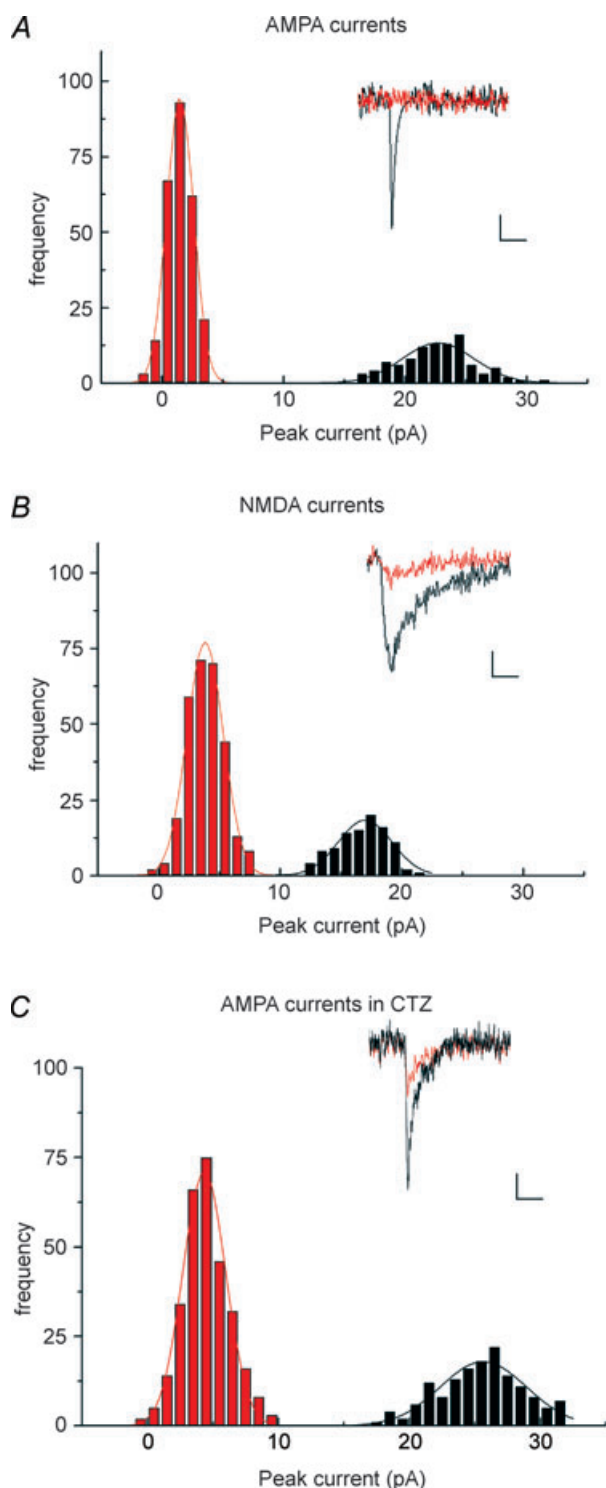 A
AMPA currents
100
75
50
25
0
frequency
0 10 20 30
Peak current (pA)
B
NMDA currents
100
75
50
25
0
frequency
0 10 20 30
Peak current (pA)
C
AMPA currents in CTZ
100
75
50
25
0
frequency
0 10 20 30
Peak current (pA)